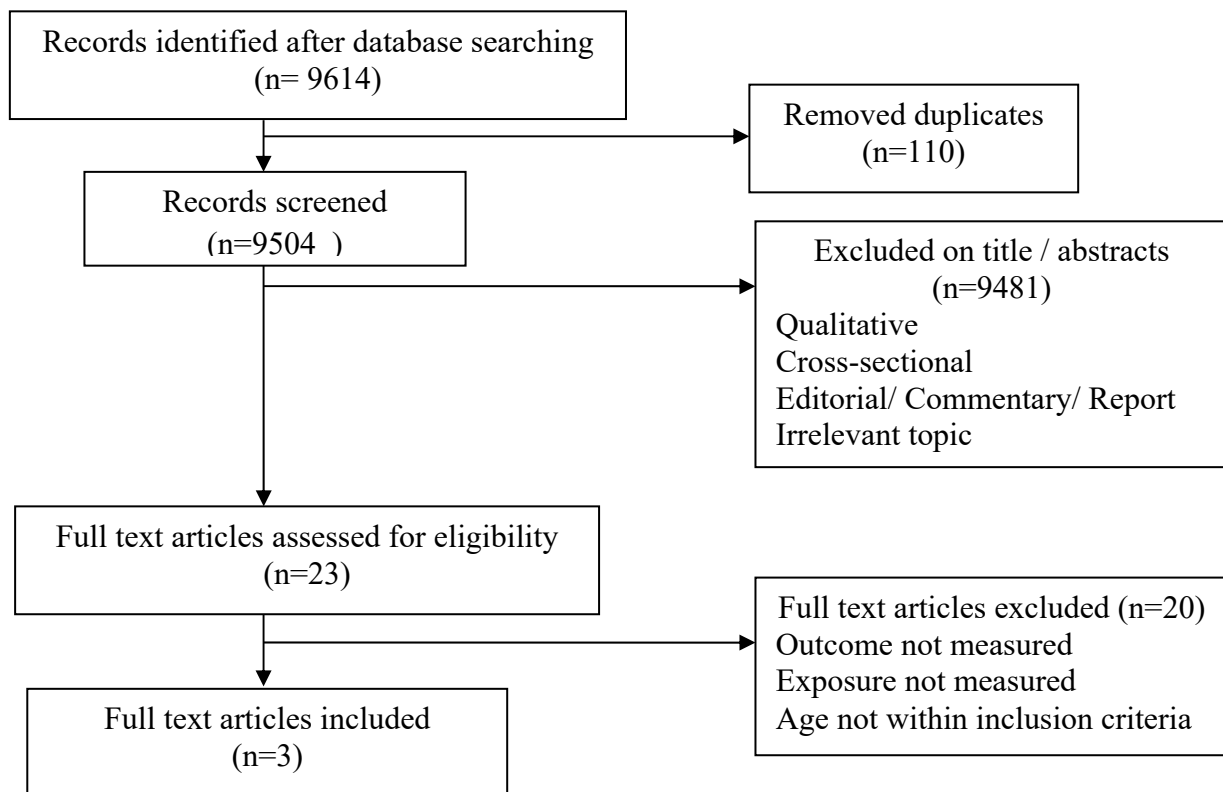 Records identified after database searching
(n= 9614)
Removed duplicates
(n=110)
Records screened
(n=9504 )
Excluded on title / abstracts
(n=9481)
Qualitative
Cross-sectional
Editorial/ Commentary/ Report
Irrelevant topic
Full text articles assessed for eligibility
(n=23)
Full text articles excluded (n=20)
Outcome not measured
Exposure not measured
Age not within inclusion criteria
Full text articles included
(n=3)